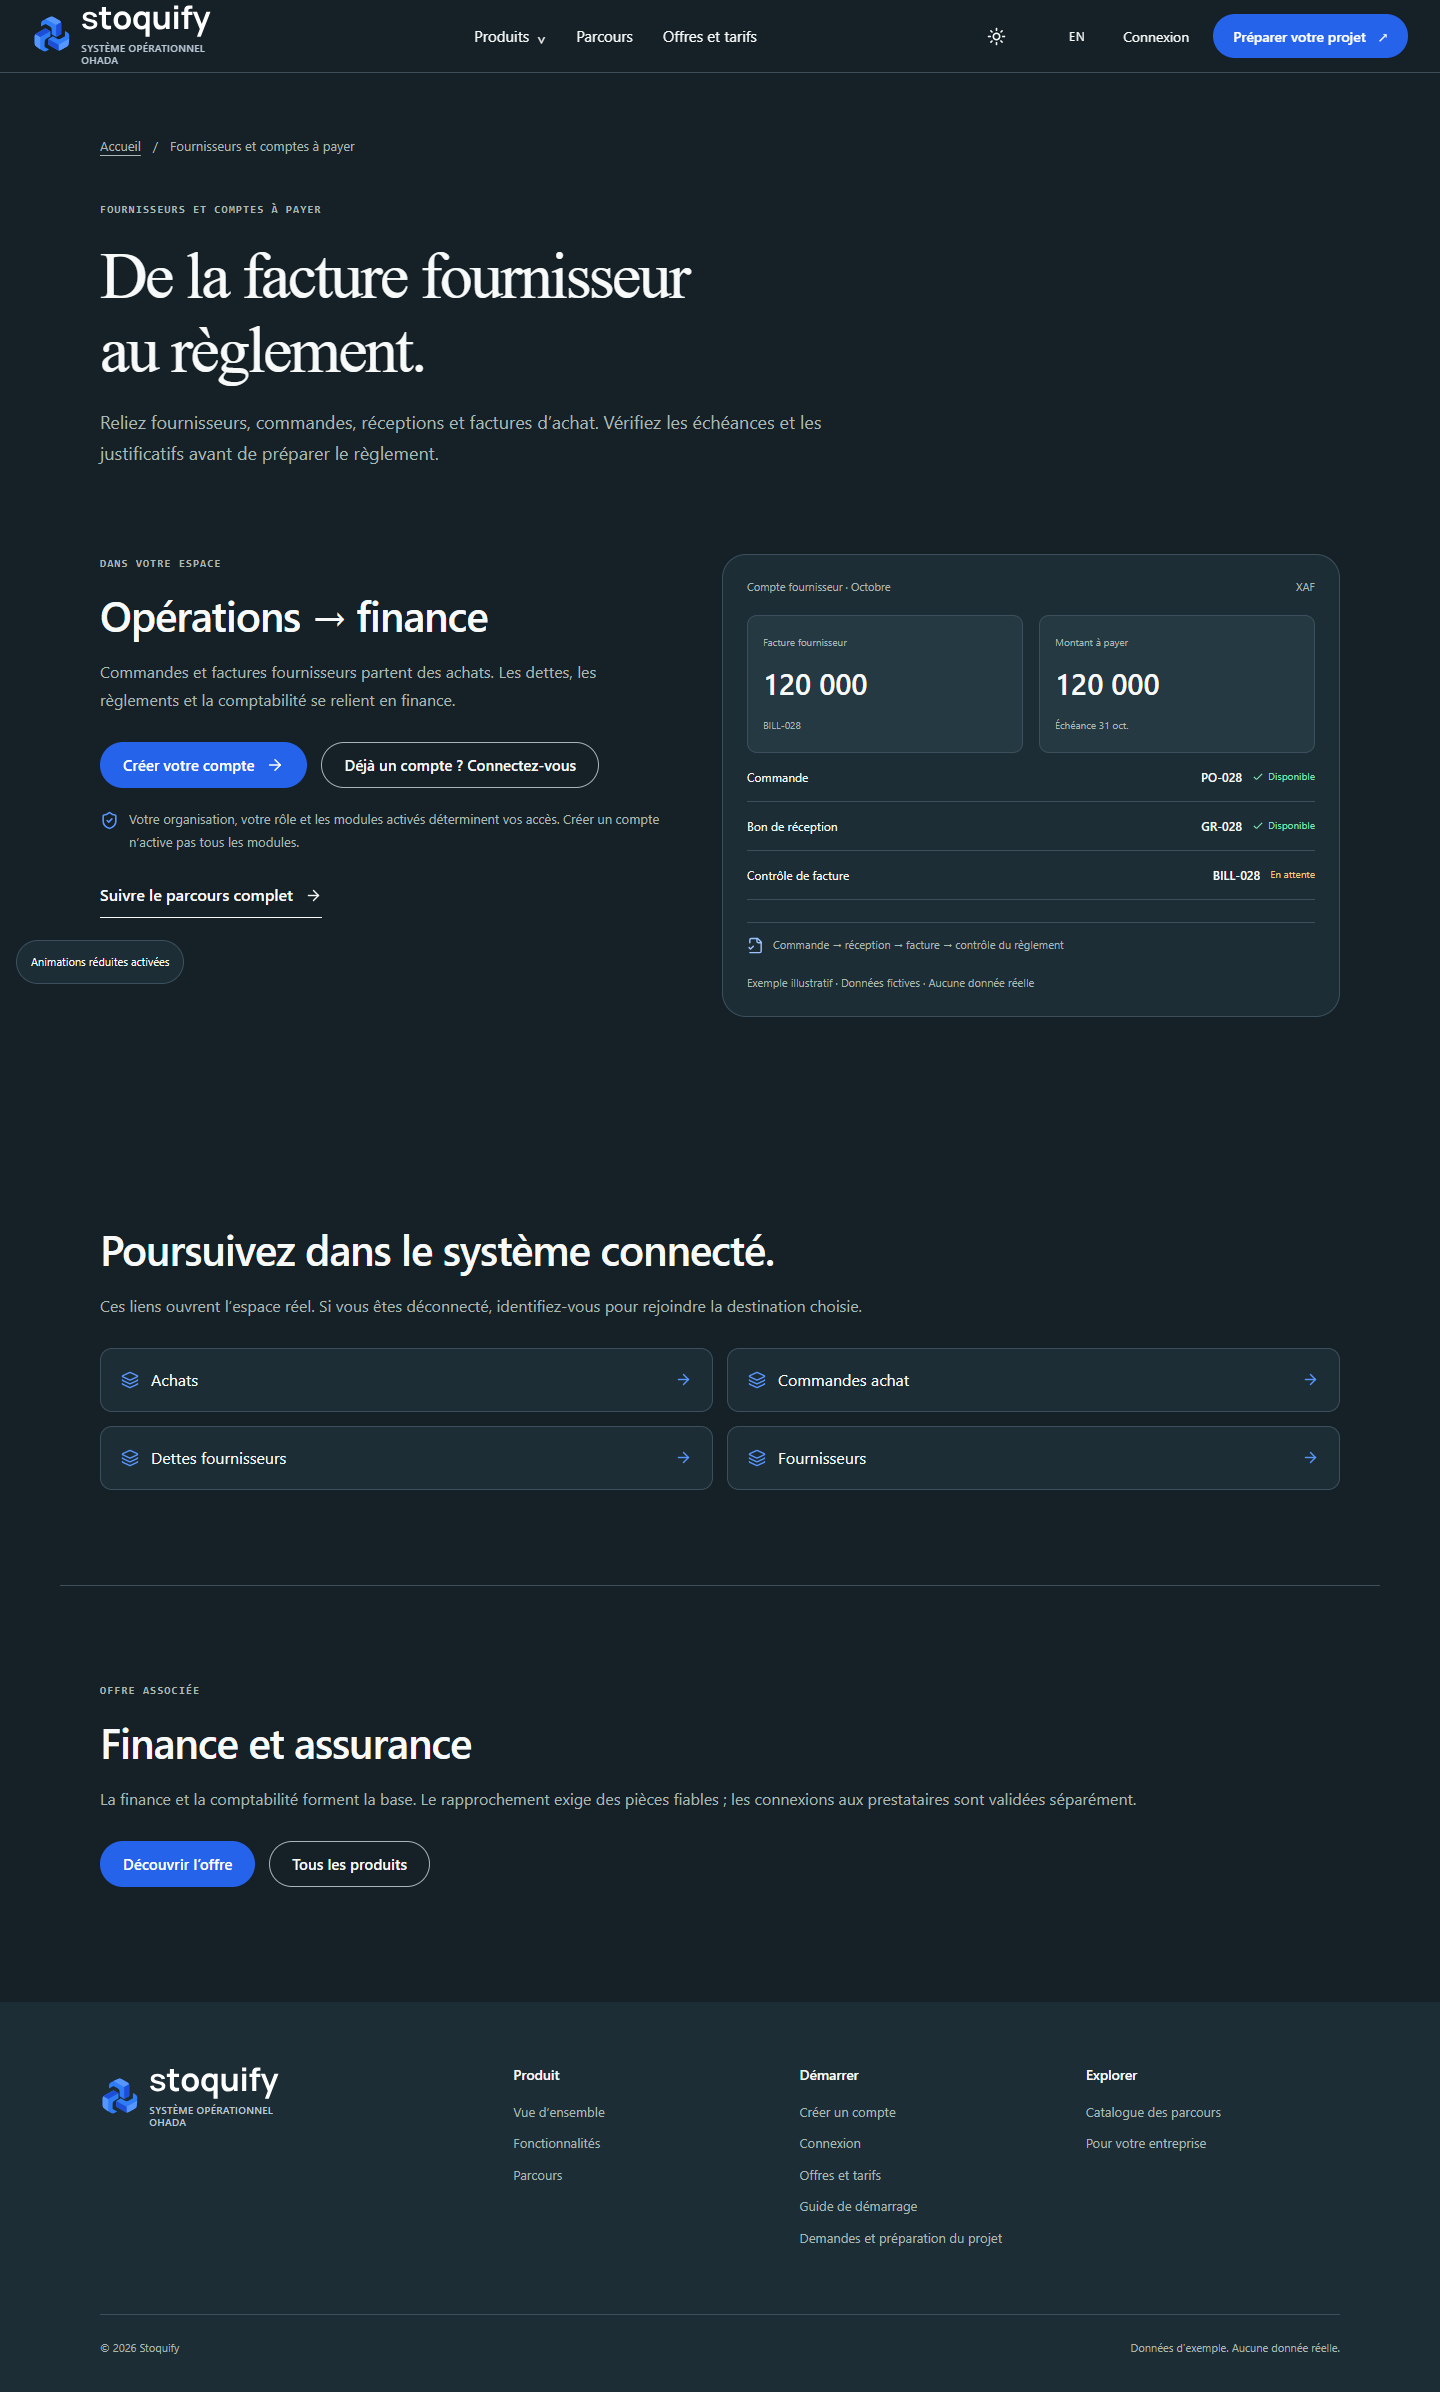 stoquify
SYSTÈME OPÉRATIONNEL
OHADA
Produits
Parcours
Offres et tarifs
EN
Connexion
Préparer votre projet ↗
Accueil / Fournisseurs et comptes à payer
FOURNISSEURS ET COMPTES À PAYER
De la facture fournisseur
au règlement.
Reliez fournisseurs, commandes, réceptions et factures d’achat. Vérifiez les échéances et les
justificatifs avant de préparer le règlement.
DANS VOTRE ESPACE
Opérations → finance
Commandes et factures fournisseurs partent des achats. Les dettes, les
règlements et la comptabilité se relient en finance.
Créer votre compte
Déjà un compte ? Connectez-vous
Votre organisation, votre rôle et les modules activés déterminent vos accès. Créer un compte
n’active pas tous les modules.
Suivre le parcours complet
Animations réduites activées
Compte fournisseur · Octobre
XAF
Facture fournisseur
120 000
BILL-028
Montant à payer
120 000
Échéance 31 oct.
Commande
PO-028
Disponible
Bon de réception
GR-028
Disponible
Contrôle de facture
BILL-028
En attente
Commande → réception → facture → contrôle du règlement
Exemple illustratif · Données fictives · Aucune donnée réelle
Poursuivez dans le système connecté.
Ces liens ouvrent l’espace réel. Si vous êtes déconnecté, identifiez-vous pour rejoindre la destination choisie.
Achats
Commandes achat
Dettes fournisseurs
Fournisseurs
OFFRE ASSOCIÉE
Finance et assurance
La finance et la comptabilité forment la base. Le rapprochement exige des pièces fiables ; les connexions aux prestataires sont validées séparément.
Découvrir l’offre
Tous les produits
stoquify
SYSTÈME OPÉRATIONNEL
OHADA
Produit
Vue d’ensemble
Fonctionnalités
Parcours
Démarrer
Créer un compte
Connexion
Offres et tarifs
Guide de démarrage
Demandes et préparation du projet
Explorer
Catalogue des parcours
Pour votre entreprise
© 2026 Stoquify
Données d’exemple. Aucune donnée réelle.